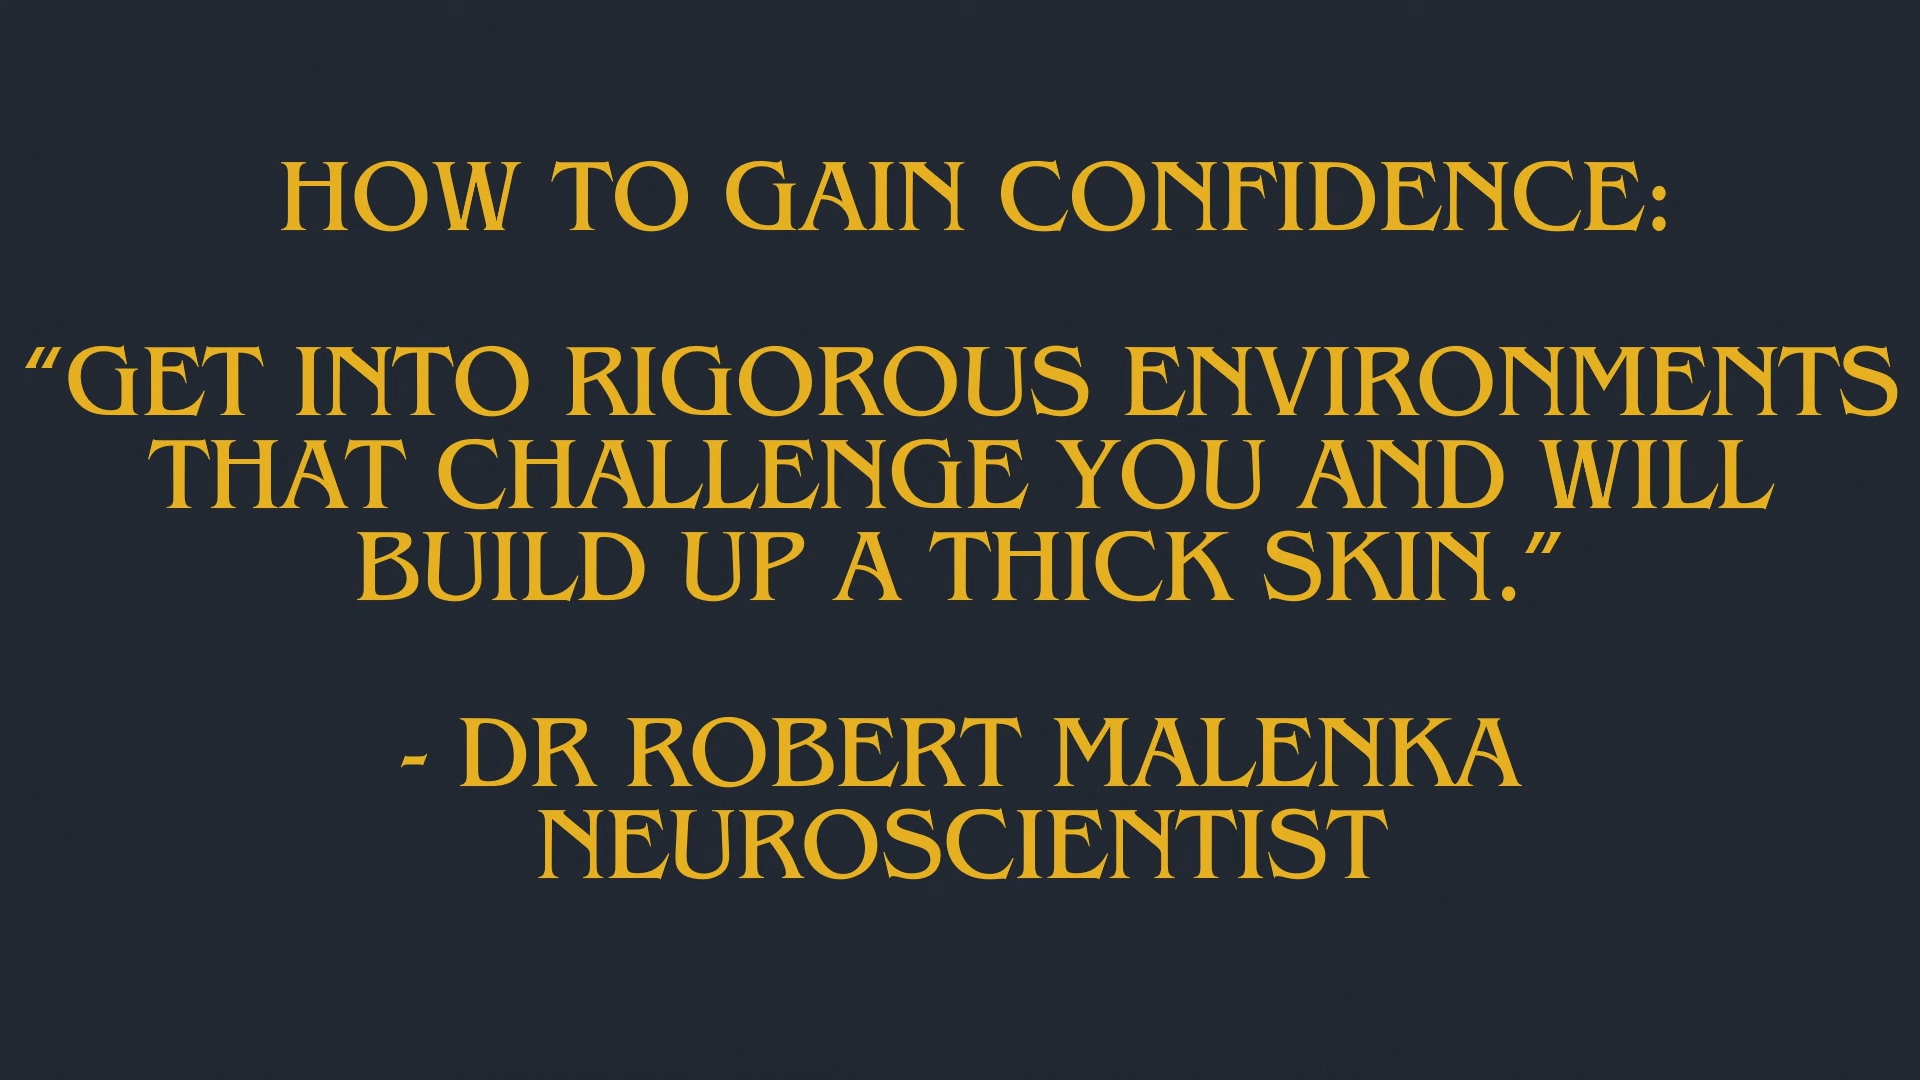 HOW TO GAIN CONFIDENCE:
“GET INTO RIGOROUS ENVIRONMENTS
THAT CHALLENGE YOU AND WILL
BUILD UP A THICK SKIN.”
- DR ROBERT MALENKA
NEUROSCIENTIST